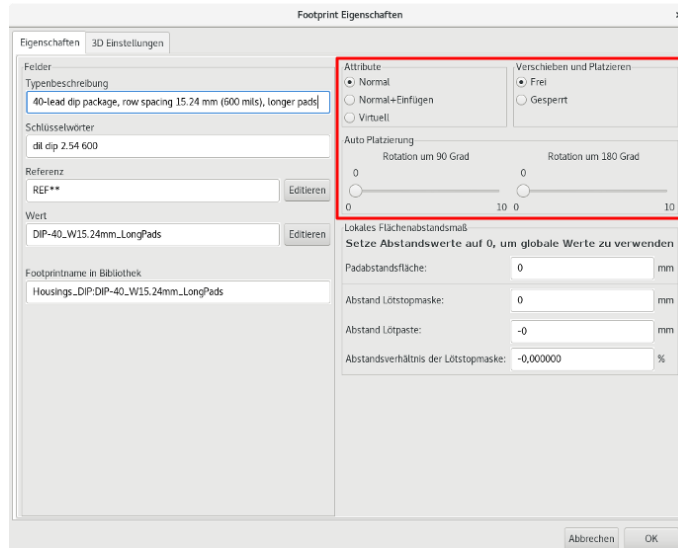 Footprint Eigenschaften
Eigenschaften
3D Einstellungen
Felder
Typenbeschreibung
40-lead dip package, row spacing 15.24 mm (600 mils), longer pads
Schlüsselwörter
dil dip 2.54 600
Referenz
REF** Editieren
Wert
DIP-40_W15.24mm_LongPads Editieren
Footprintname in Bibliothek
Housings_DIP:DIP-40_W15.24mm_LongPads
Attribute
Normal
Normal+Einfügen
Virtuell
Verschieben und Platzieren
Frei
Gesperrt
Auto Platzierung
Rotation um 90 Grad
0
0 10
Rotation um 180 Grad
0
0 10
Lokales Flächenabstandsmaß
Setze Abstandswerte auf 0, um globale Werte zu verwenden
Padabstandsfläche: 0 mm
Abstand Lötstopmaske: 0 mm
Abstand Lötpaste: -0 mm
Abstandsverhältnis der Lötstopmaske: -0,000000 %
Abbrechen OK